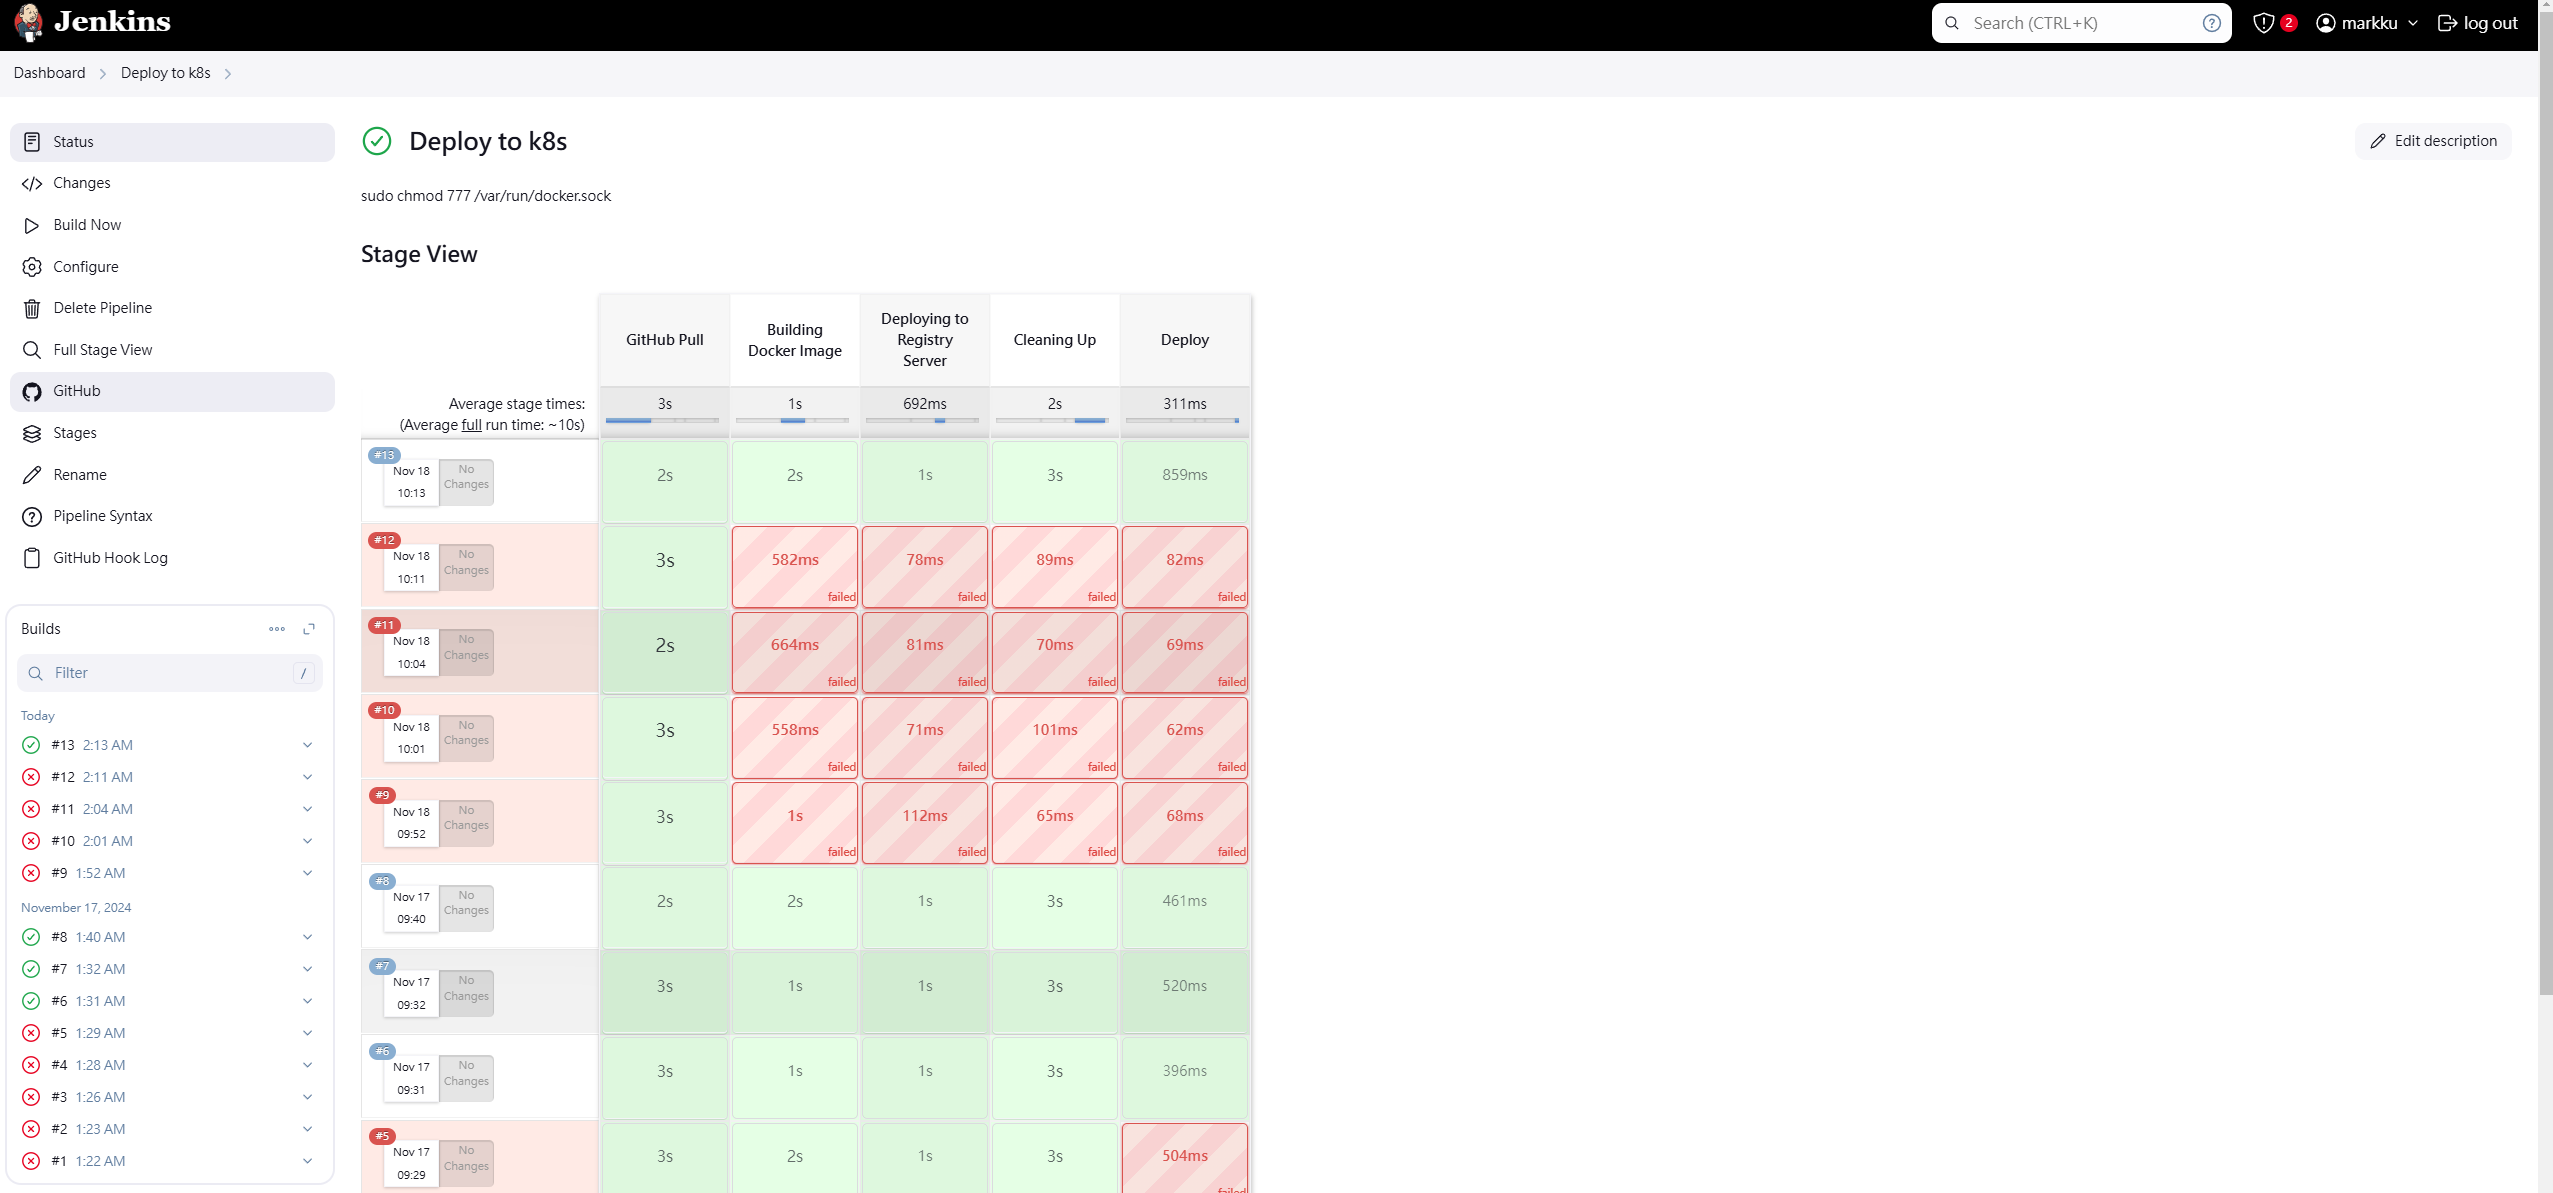 Jenkins
Search (CTRL+K)
2
markku
log out
Dashboard
Deploy to k8s
Status
Changes
Build Now
Configure
Delete Pipeline
Full Stage View
GitHub
Stages
Rename
Pipeline Syntax
GitHub Hook Log
Builds
Filter
/
Today
#13 2:13 AM
#12 2:11 AM
#11 2:04 AM
#10 2:01 AM
#9 1:52 AM
November 17, 2024
#8 1:40 AM
#7 1:32 AM
#6 1:31 AM
#5 1:29 AM
#4 1:28 AM
#3 1:26 AM
#2 1:23 AM
#1 1:22 AM
Deploy to k8s
Edit description
sudo chmod 777 /var/run/docker.sock
Stage View
GitHub Pull
Building
Docker Image
Deploying to
Registry
Server
Cleaning Up
Deploy
Average stage times:
(Average full run time: ~10s)
3s
1s
692ms
2s
311ms
#13
Nov 18
10:13
No
Changes
2s
2s
1s
3s
859ms
#12
Nov 18
10:11
No
Changes
3s
582ms
failed
78ms
failed
89ms
failed
82ms
failed
#11
Nov 18
10:04
No
Changes
2s
664ms
failed
81ms
failed
70ms
failed
69ms
failed
#10
Nov 18
10:01
No
Changes
3s
558ms
failed
71ms
failed
101ms
failed
62ms
failed
#9
Nov 18
09:52
No
Changes
3s
1s
failed
112ms
failed
65ms
failed
68ms
failed
#8
Nov 17
09:40
No
Changes
2s
2s
1s
3s
461ms
#7
Nov 17
09:32
No
Changes
3s
1s
1s
3s
520ms
#6
Nov 17
09:31
No
Changes
3s
1s
1s
3s
396ms
#5
Nov 17
09:29
No
Changes
3s
2s
1s
3s
504ms
failed